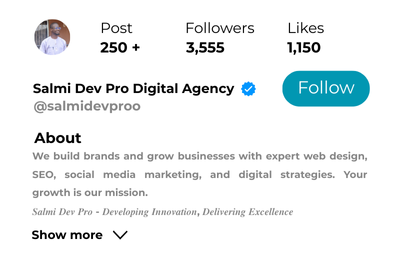 Post Followers Likes
250 + 3,555 1,150
Salmi Dev Pro Digital Agency
@salmidevproo
Follow
About
We build brands and grow businesses with expert web design,
SEO, social media marketing, and digital strategies. Your
growth is our mission.
Salmi Dev Pro - Developing Innovation, Delivering Excellence
Show more